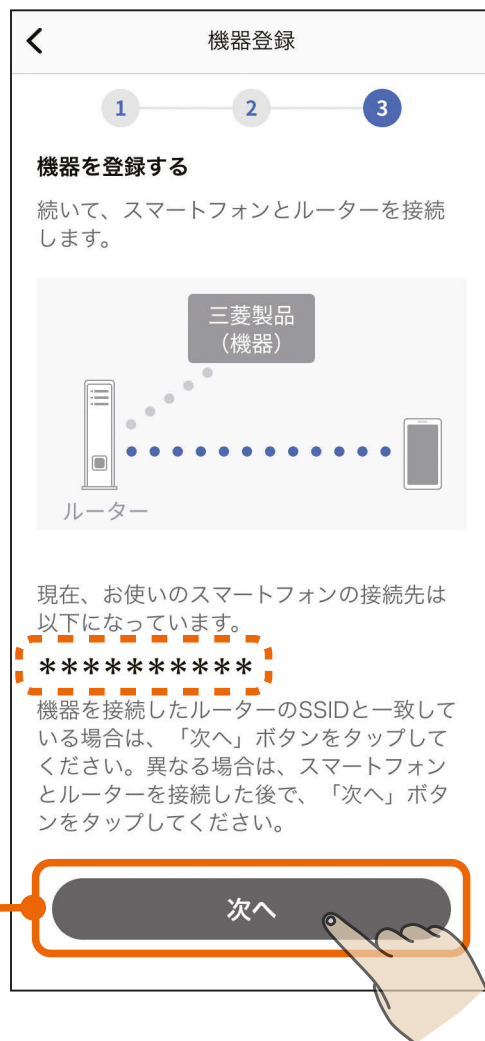 機器登録
1 2 3
機器を登録する
続いて、スマートフォンとルーターを接続
します。
三菱製品
（機器）
ルーター
現在、お使いのスマートフォンの接続先は
以下になっています。
**********
機器を接続したルーターのSSIDと一致して
いる場合は、「次へ」ボタンをタップして
ください。異なる場合は、スマートフォン
とルーターを接続した後で、「次へ」ボタ
ンをタップしてください。
次へ